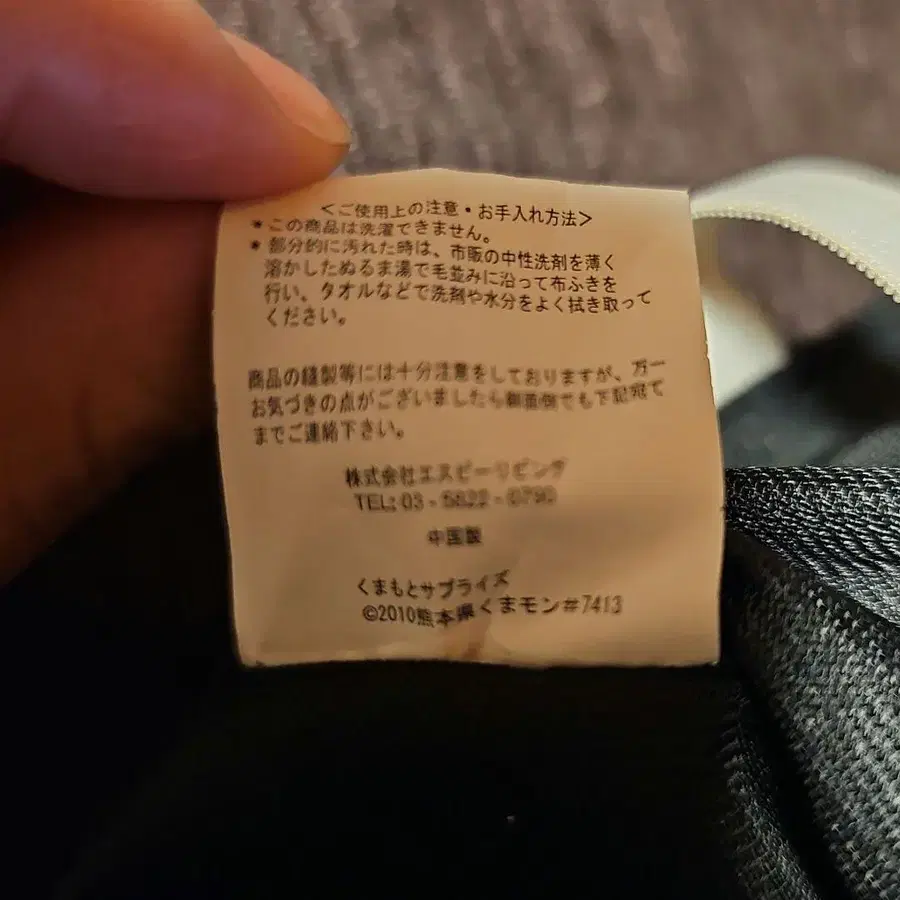 <ご使用上の注意・お手入れ方法>
＊この商品は洗濯できません。
＊部分的に汚れた時は、市販の中性洗剤を薄く
溶かしたぬるま湯で毛並みに沿って布ふきを
行い、タオルなどで洗剤や水分をよく拭き取って
ください。
商品の縫製等には十分注意をしておりますが、万一
お気づきの点がございましたら御面倒でも下記宛て
までご連絡下さい。
株式会社エスピーリビング
TEL: 03-5822-0790
中国製
くまもとサプライズ
©2010熊本県くまモン#7413